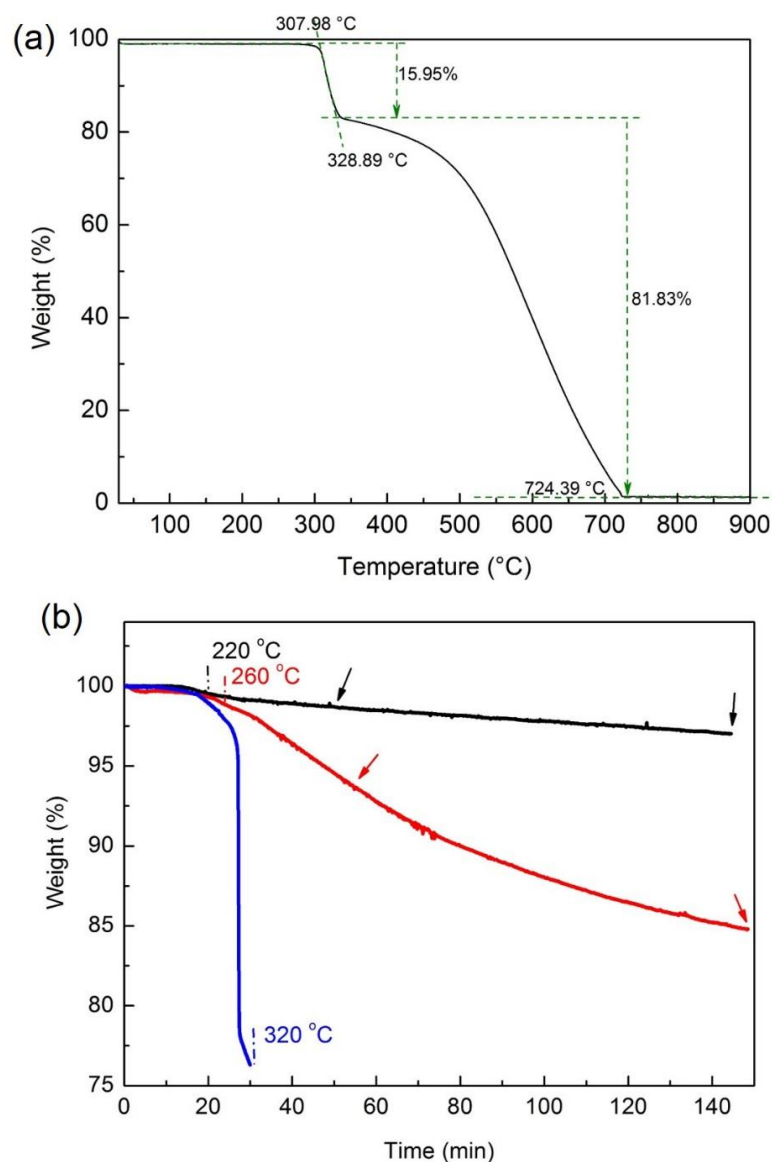 (a)
307.98 °C
100
15.95%
80
328.89 °C
60
81.83%
40
20
724.39 °C
0
100 200 300 400 500 600 700 800 900
Weight (%)
Temperature (°C)
(b)
220 °C
260 °C
100
95
90
85
80
320 °C
75
0 20 40 60 80 100 120 140
Weight (%)
Time (min)